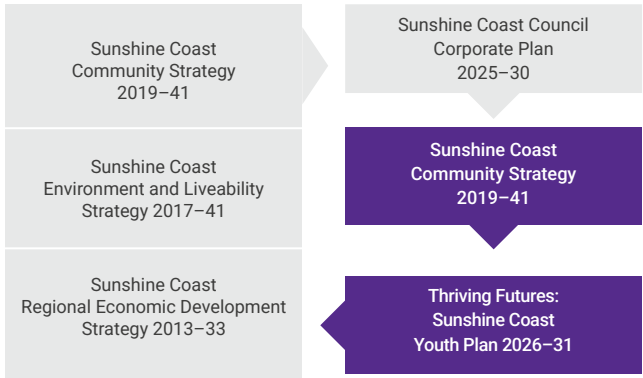 Sunshine Coast
Community Strategy
2019–41
Sunshine Coast
Environment and Liveability
Strategy 2017–41
Sunshine Coast
Regional Economic Development
Strategy 2013–33
Sunshine Coast Council
Corporate Plan
2025–30
Sunshine Coast
Community Strategy
2019–41
Thriving Futures:
Sunshine Coast
Youth Plan 2026–31